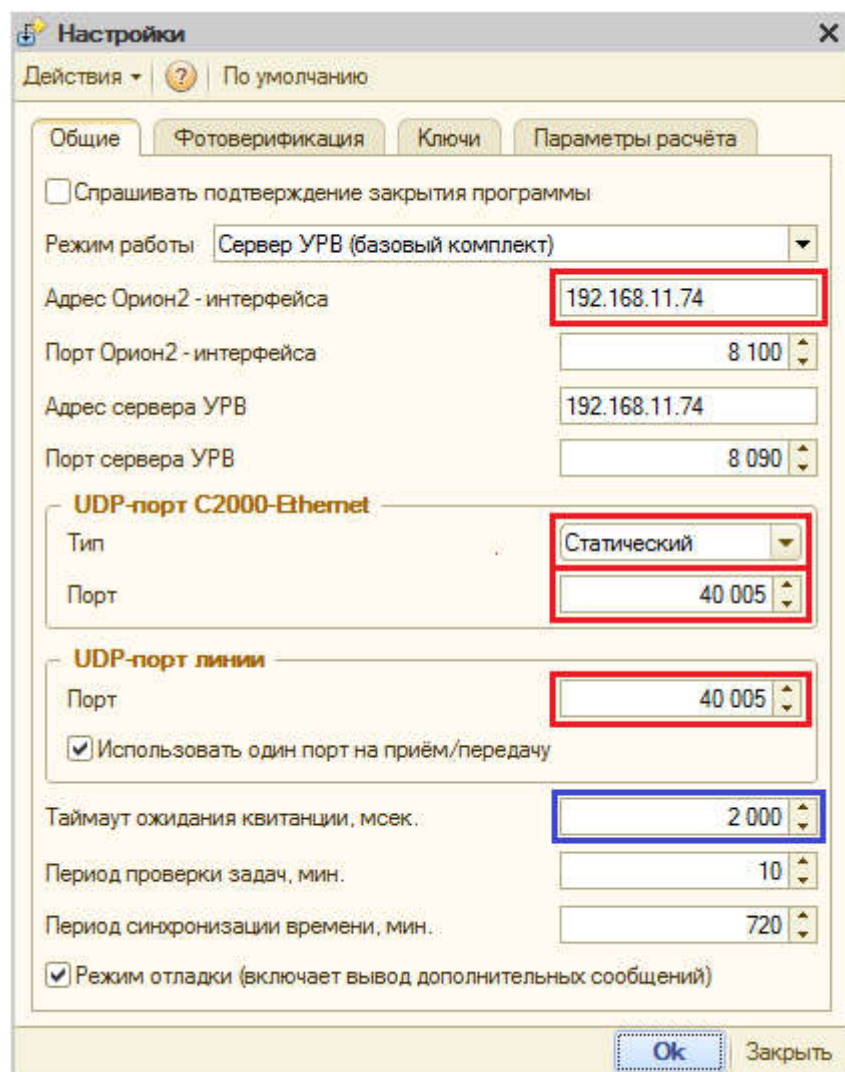 Настройки
Действия ? По умолчанию
Общие Фотоверификация Ключи Параметры расчёта
Спрашивать подтверждение закрытия программы
Режим работы Сервер УРВ (базовый комплект)
Адрес Орион2 - интерфейса 192.168.11.74
Порт Орион2 - интерфейса 8 100
Адрес сервера УРВ 192.168.11.74
Порт сервера УРВ 8 090
UDP-порт C2000-Ethernet
Тип Статический
Порт 40 005
UDP-порт линии
Порт 40 005
Использовать один порт на приём/передачу
Таймаут ожидания квитанции, мсек. 2 000
Период проверки задач, мин. 10
Период синхронизации времени, мин. 720
Режим отладки (включает вывод дополнительных сообщений)
Ok Закрыть